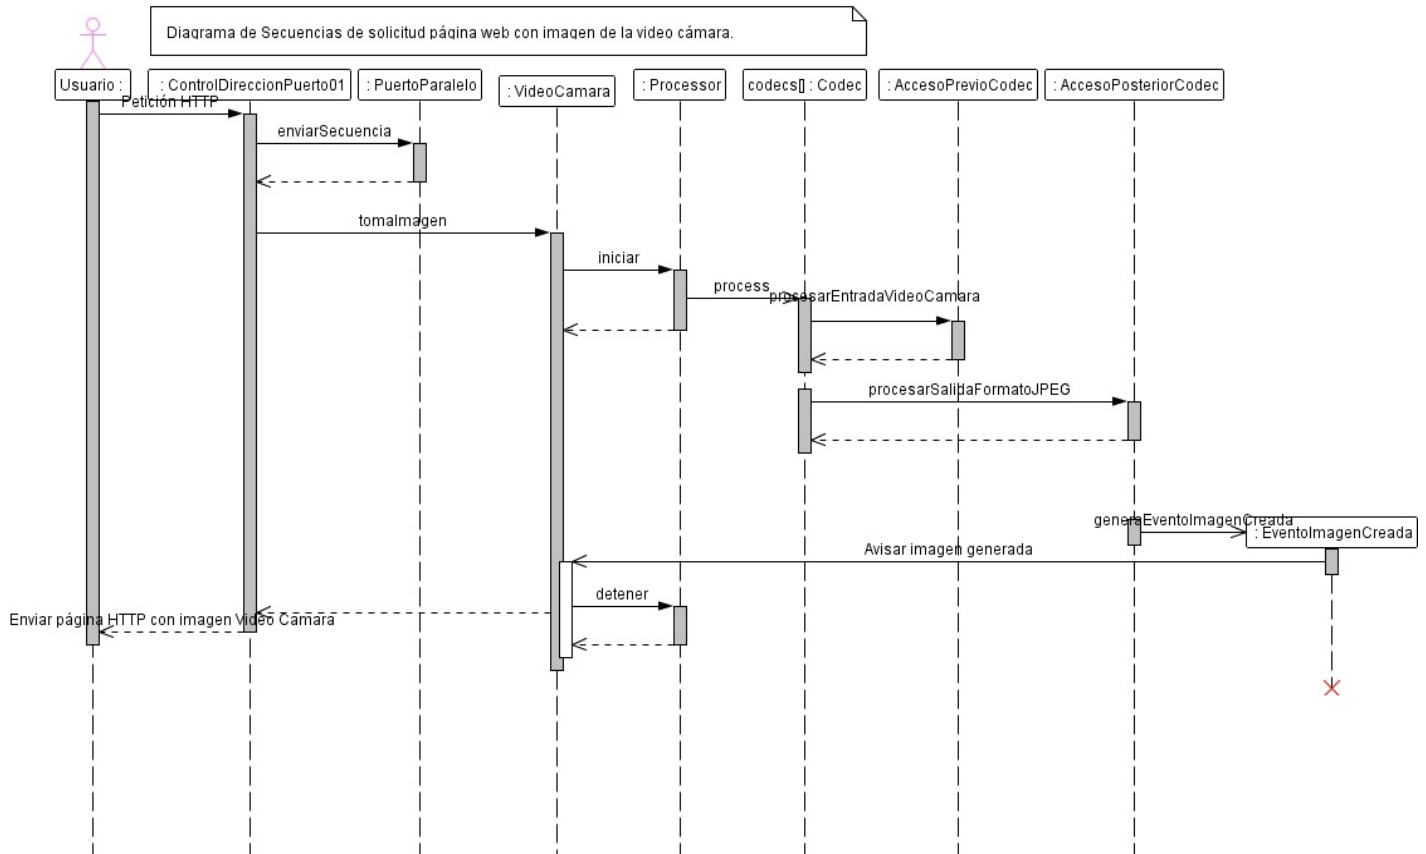 Diagrama de Secuencias de solicitud página web con imagen de la video cámara.
Usuario :
: ControlDireccionPuerto01
: PuertoParalelo
: VideoCamara
: Processor
codecs[] : Codec
: AccesoPrevioCodec
: AccesoPosteriorCodec
Petición HTTP
enviarSecuencia
tomaImagen
iniciar
process
procesarEntradaVideoCamara
procesarSalidaFormatoJPEG
generaEventoImagenCreada
: EventoImagenCreada
Avisar imagen generada
detener
Enviar página HTTP con imagen Video Camara